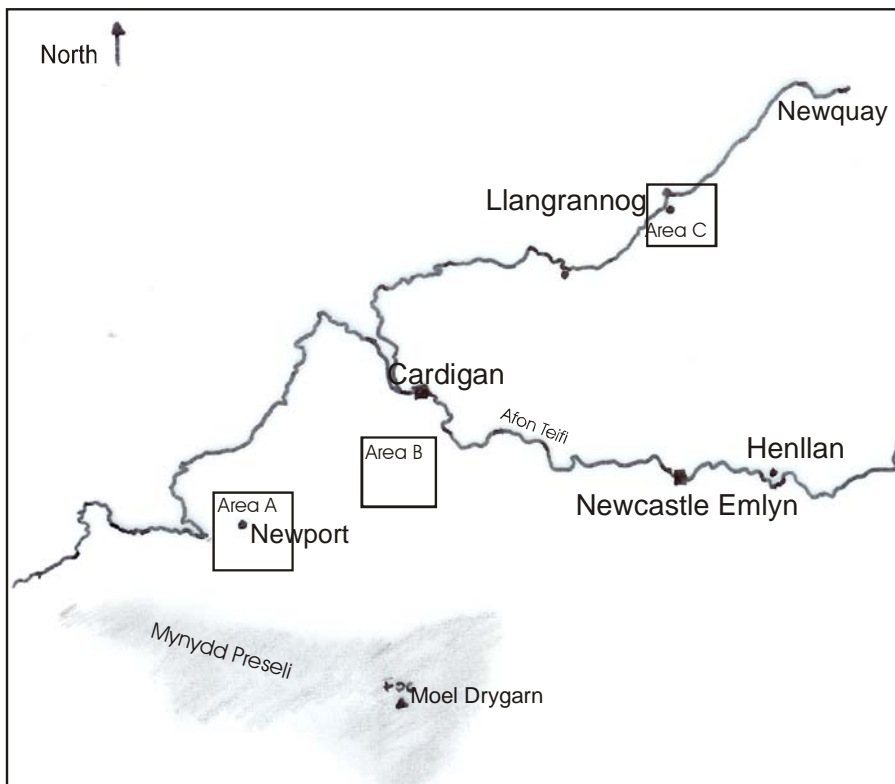 North
Newquay
Llangrannog
Area C
Cardigan
Afon Teifi
Area B
Henllan
Newcastle Emlyn
Area A
Newport
Mynydd Preseli
Moel Drygarn